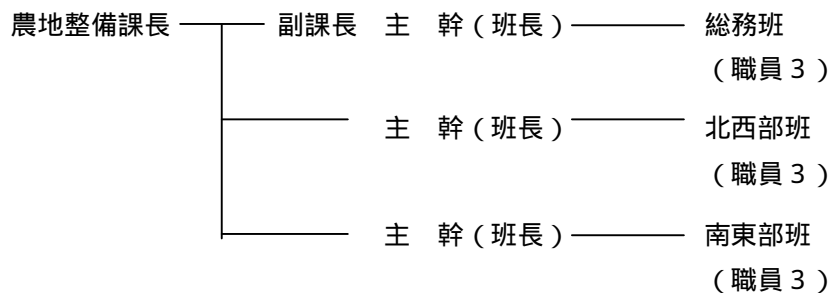 農地整備課長 副課長 主 幹(班長) 総務班
(職員3)
主 幹(班長) 北西部班
(職員3)
主 幹(班長) 南東部班
(職員3)